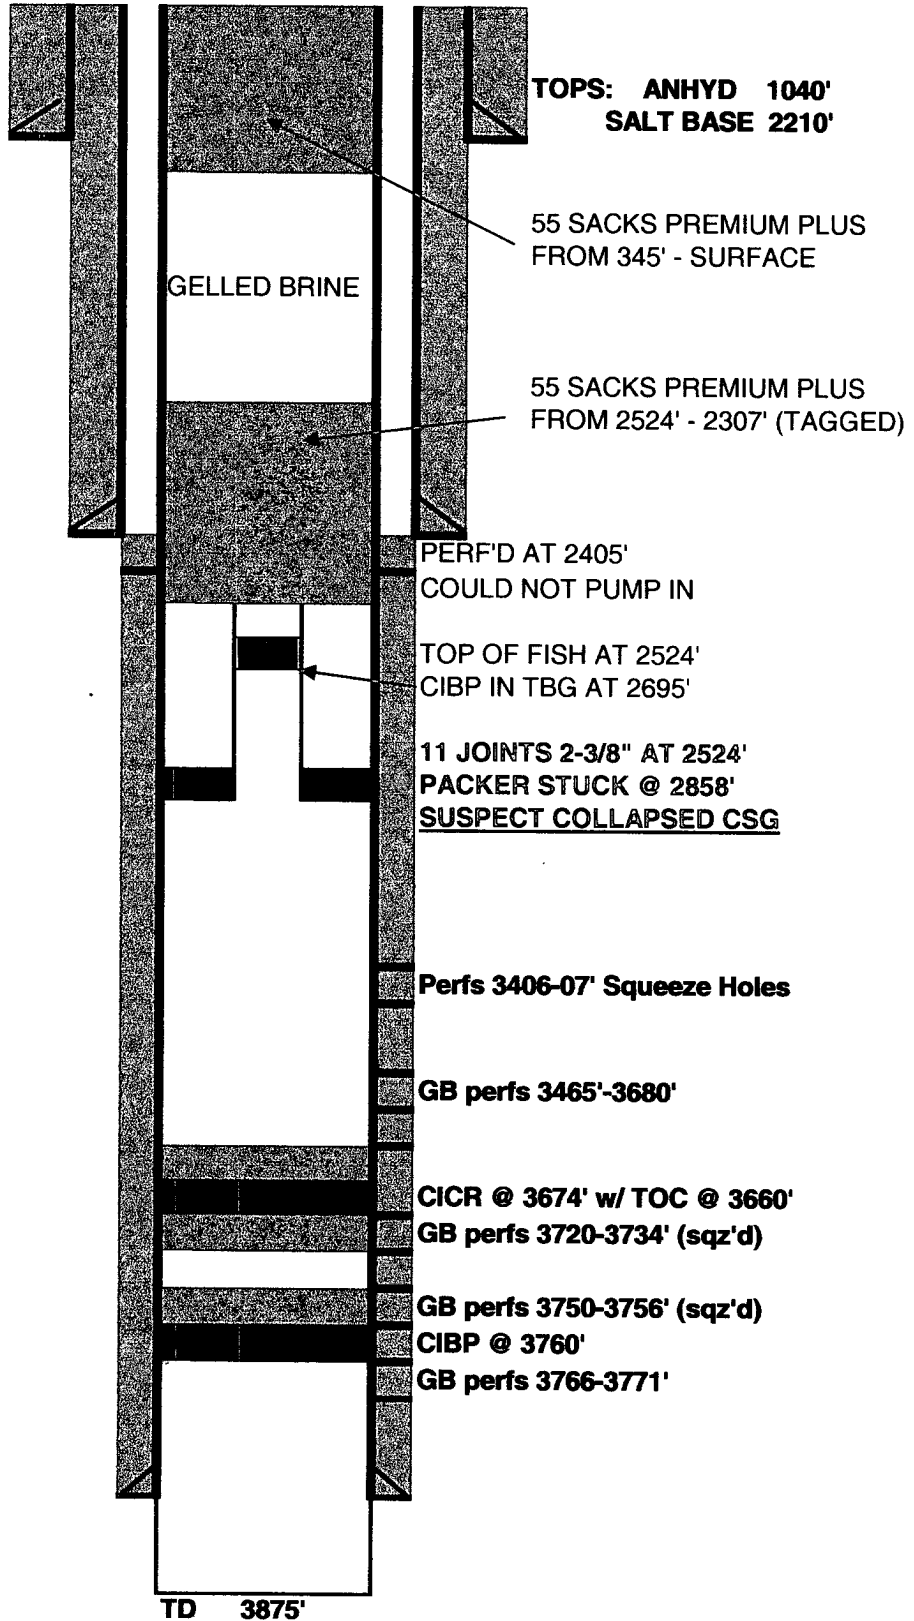 TOPS: ANHYD 1040'
SALT BASE 2210'
55 SACKS PREMIUM PLUS
FROM 345' - SURFACE
GELLED BRINE
55 SACKS PREMIUM PLUS
FROM 2524' - 2307' (TAGGED)
PERF'D AT 2405'
COULD NOT PUMP IN
TOP OF FISH AT 2524'
CIBP IN TBG AT 2695'
11 JOINTS 2-3/8" AT 2524'
PACKER STUCK @ 2858'
SUSPECT COLLAPSED CSG
Perfs 3406-07' Squeeze Holes
GB perfs 3465'-3680'
CICR @ 3674' w/ TOC @ 3660'
GB perfs 3720-3734' (sqz'd)
GB perfs 3750-3756' (sqz'd)
CIBP @ 3760'
GB perfs 3766-3771'
TD 3875'